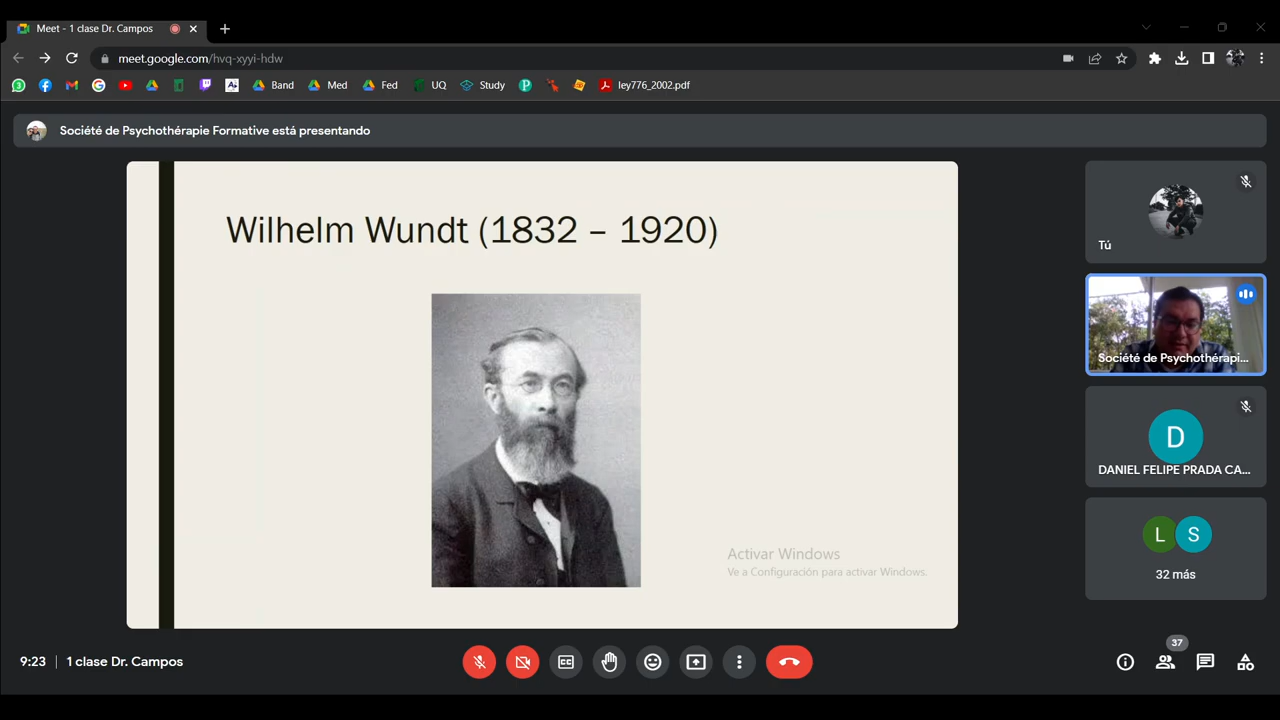 Meet - 1 clase Dr. Campos
meet.google.com/hvq-xyyi-hdw
Band
Med
Fed
UQ
Study
ley776_2002.pdf
Société de Psychothérapie Formative está presentando
Wilhelm Wundt (1832 – 1920)
Activar Windows
Ve a Configuración para activar Windows.
Tú
Société de Psychothérapi...
D
DANIEL FELIPE PRADA CA...
L S
32 más
9:23 | 1 clase Dr. Campos
37